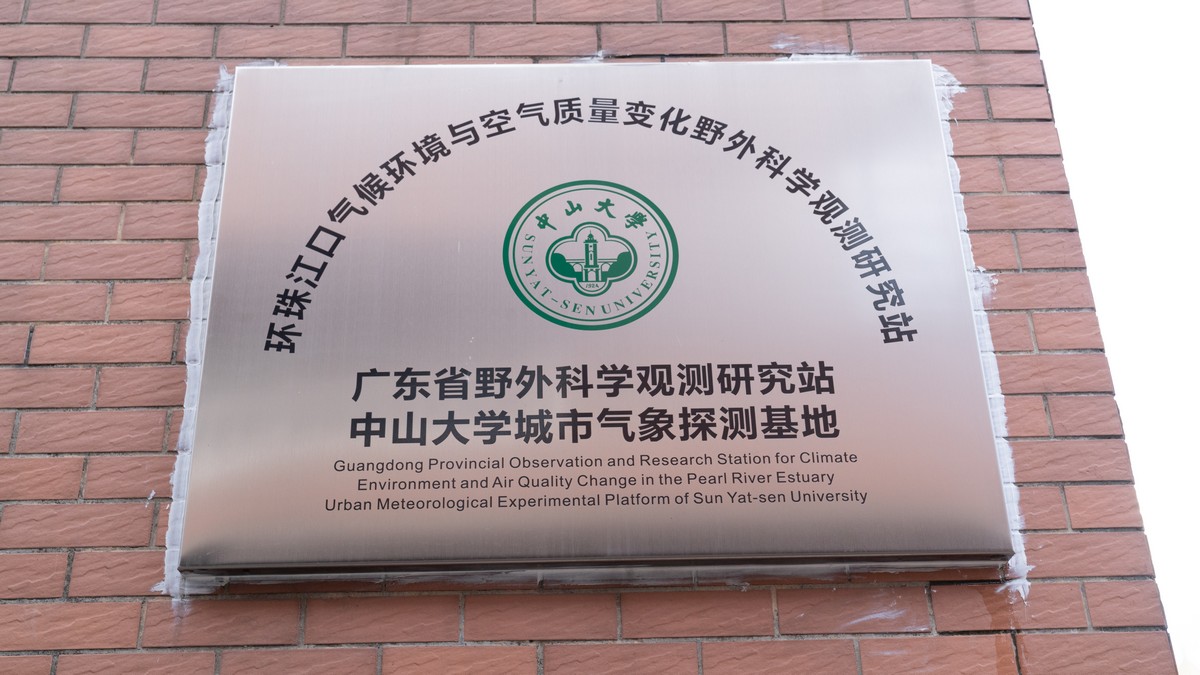 环珠江口气候环境与空气质量变化野外科学观测研究站
中山大学
SUN YAT-SEN UNIVERSITY
1924
广东省野外科学观测研究站
中山大学城市气象探测基地
Guangdong Provincial Observation and Research Station for Climate
Environment and Air Quality Change in the Pearl River Estuary
Urban Meteorological Experimental Platform of Sun Yat-sen University